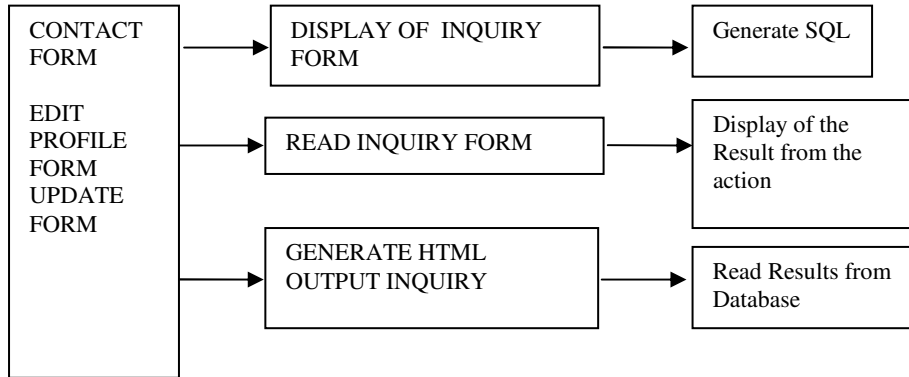 CONTACT
FORM
EDIT
PROFILE
FORM
UPDATE
FORM
DISPLAY OF INQUIRY
FORM
Generate SQL
READ INQUIRY FORM
Display of the
Result from the
action
GENERATE HTML
OUTPUT INQUIRY
Read Results from
Database